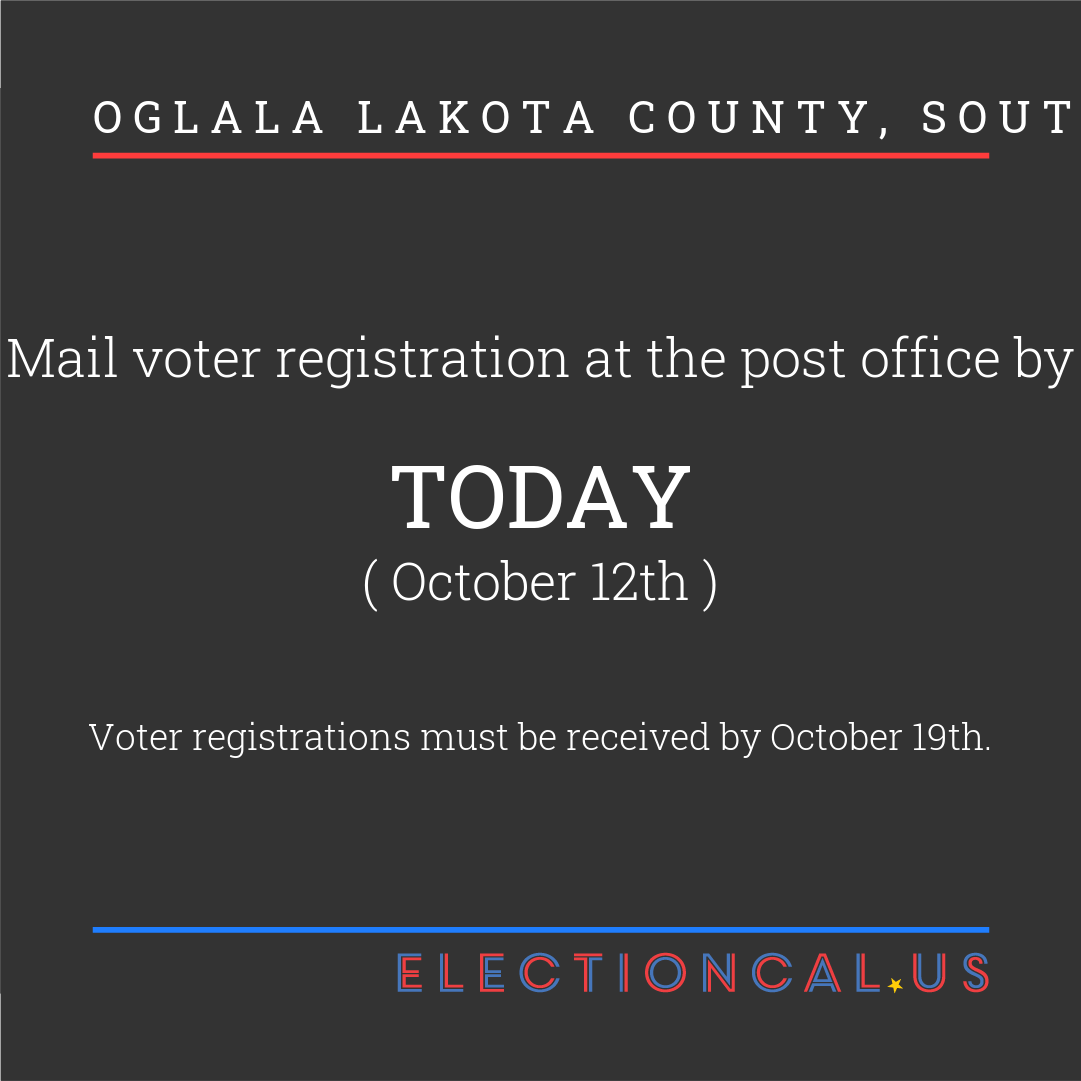 OGLALA LAKOTA COUNTY, SOUT
Mail voter registration at the post office by
TODAY
( October 12th )
Voter registrations must be received by October 19th.
ELECTIONCAL.US